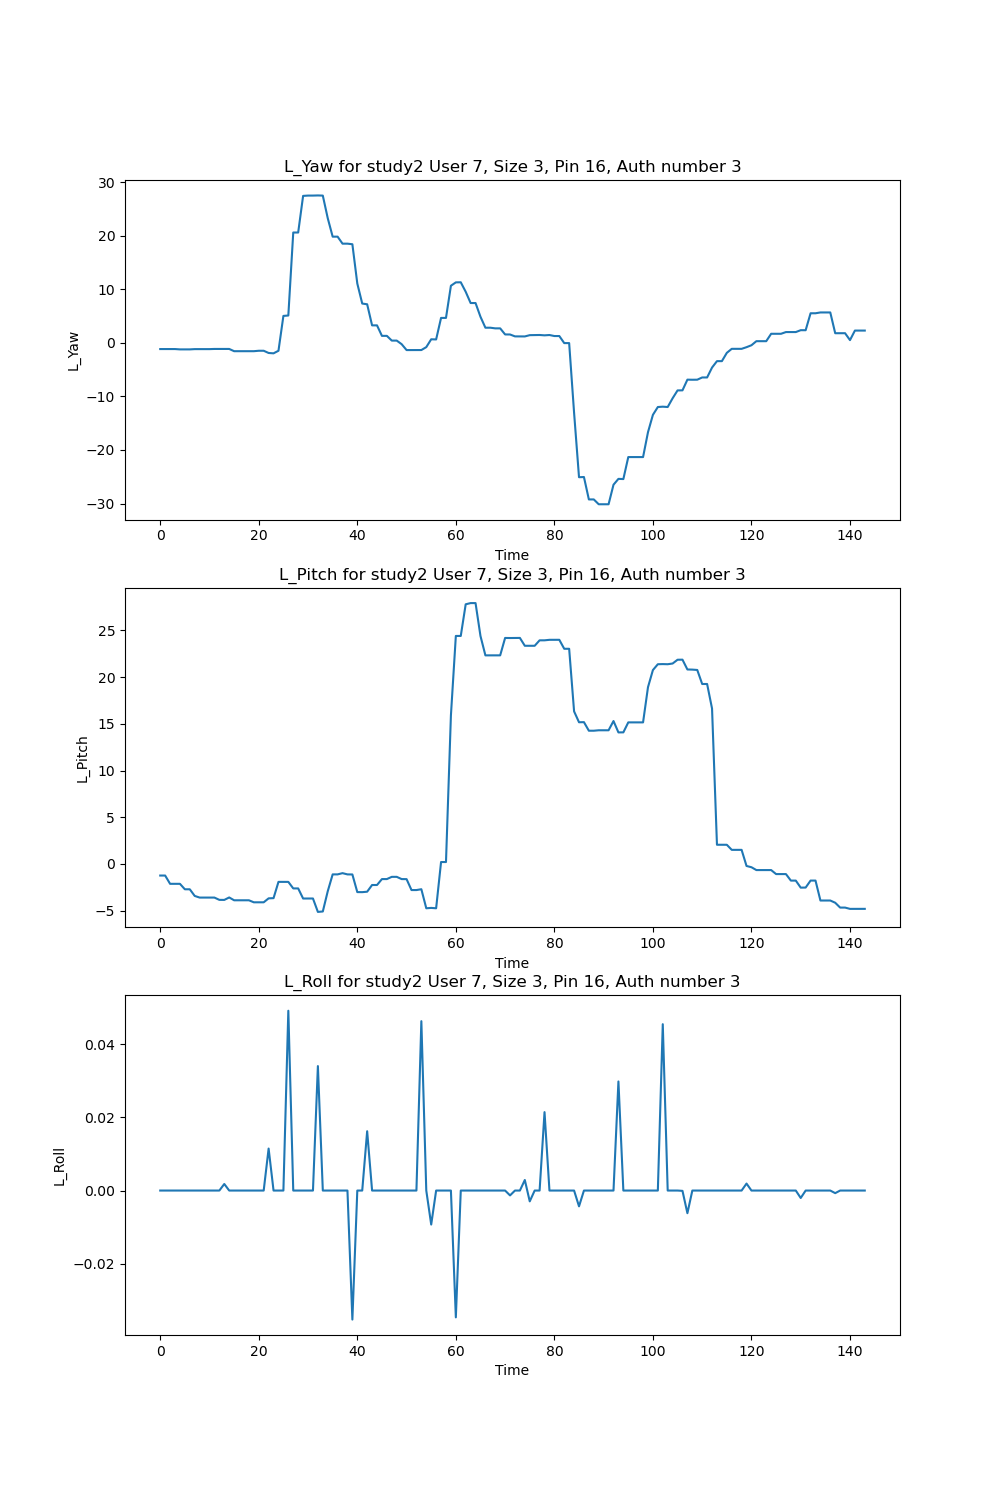 L_Yaw for study2 User 7, Size 3, Pin 16, Auth number 3
30
20
10
0
−10
−20
−30
L_Yaw
0 20 40 60 80 100 120 140
Time
L_Pitch for study2 User 7, Size 3, Pin 16, Auth number 3
25
20
15
10
5
0
−5
L_Pitch
0 20 40 60 80 100 120 140
Time
L_Roll for study2 User 7, Size 3, Pin 16, Auth number 3
0.04
0.02
0.00
−0.02
L_Roll
0 20 40 60 80 100 120 140
Time